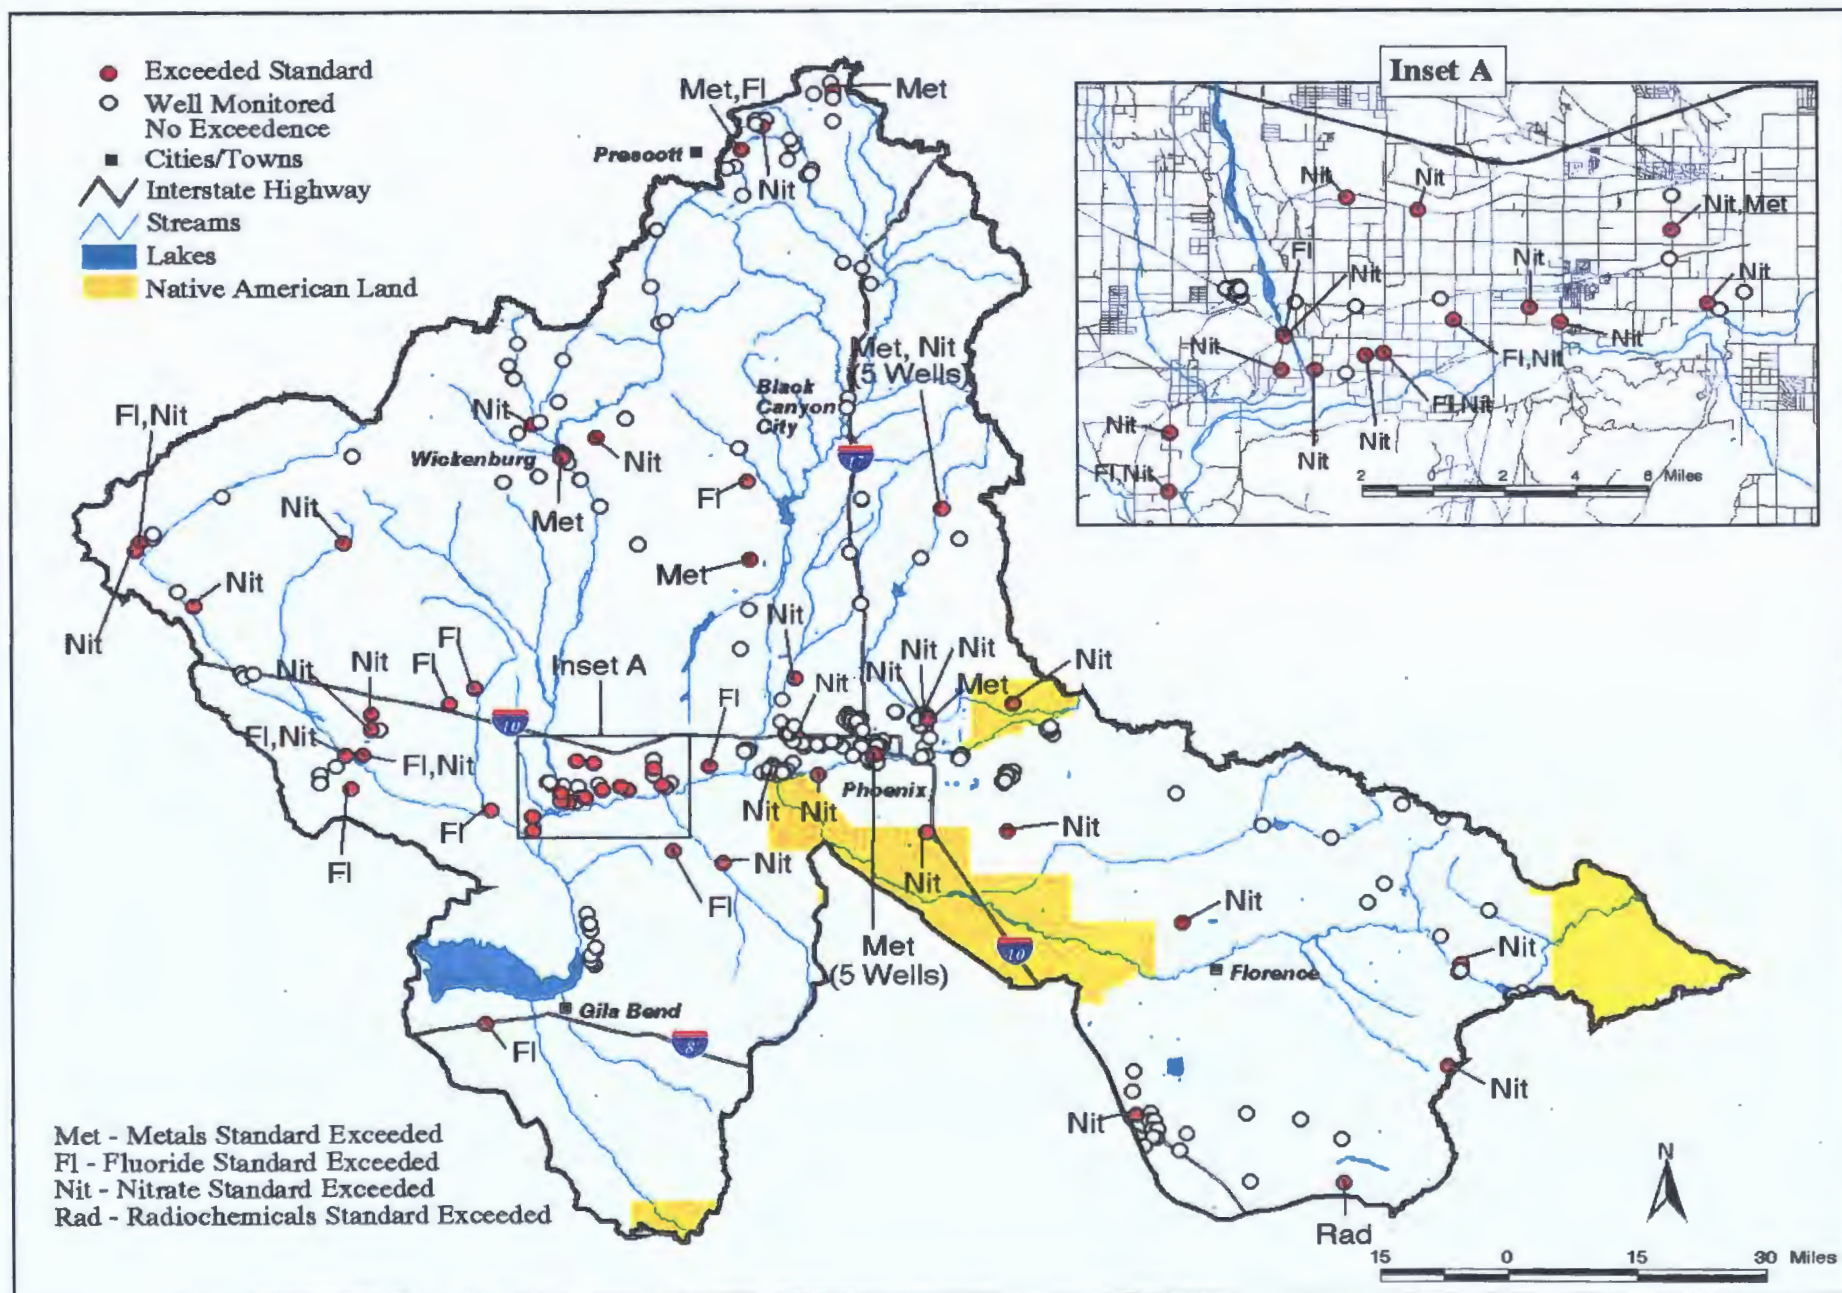 Exceeded Standard
Well Monitored
No Exceedence
Cities/Towns
Interstate Highway
Streams
Lakes
Native American Land
Inset A
Nit
Nit
Nit,Met
Fl
Nit
Nit
Nit
Nit
Nit
Fl,Nit
Fl,Nit
Nit
Nit
Nit
Fl,Nit
2 0 2 4 6 Miles
Met,Fl
Met
Prescott
Nit
Met, Nit
(5 Wells)
Black
Canyon
City
Fl,Nit
Nit
Wickenburg
Nit
Fl
17
Nit
Met
Met
Nit
Nit
Nit
Nit
Nit
Nit
Nit
Nit
Fl
Fl
Inset A
Nit
Met
Nit
Fl
10
Fl,Nit
Fl,Nit
Phoenix
Nit
Nit
Nit
Fl
Fl
Nit
Nit
Fl
Nit
Nit
Met
(5 Wells)
10
Florence
Gila Bend
Fl
8
Nit
Nit
Rad
Met - Metals Standard Exceeded
Fl - Fluoride Standard Exceeded
Nit - Nitrate Standard Exceeded
Rad - Radiochemicals Standard Exceeded
N
15 0 15 30 Miles